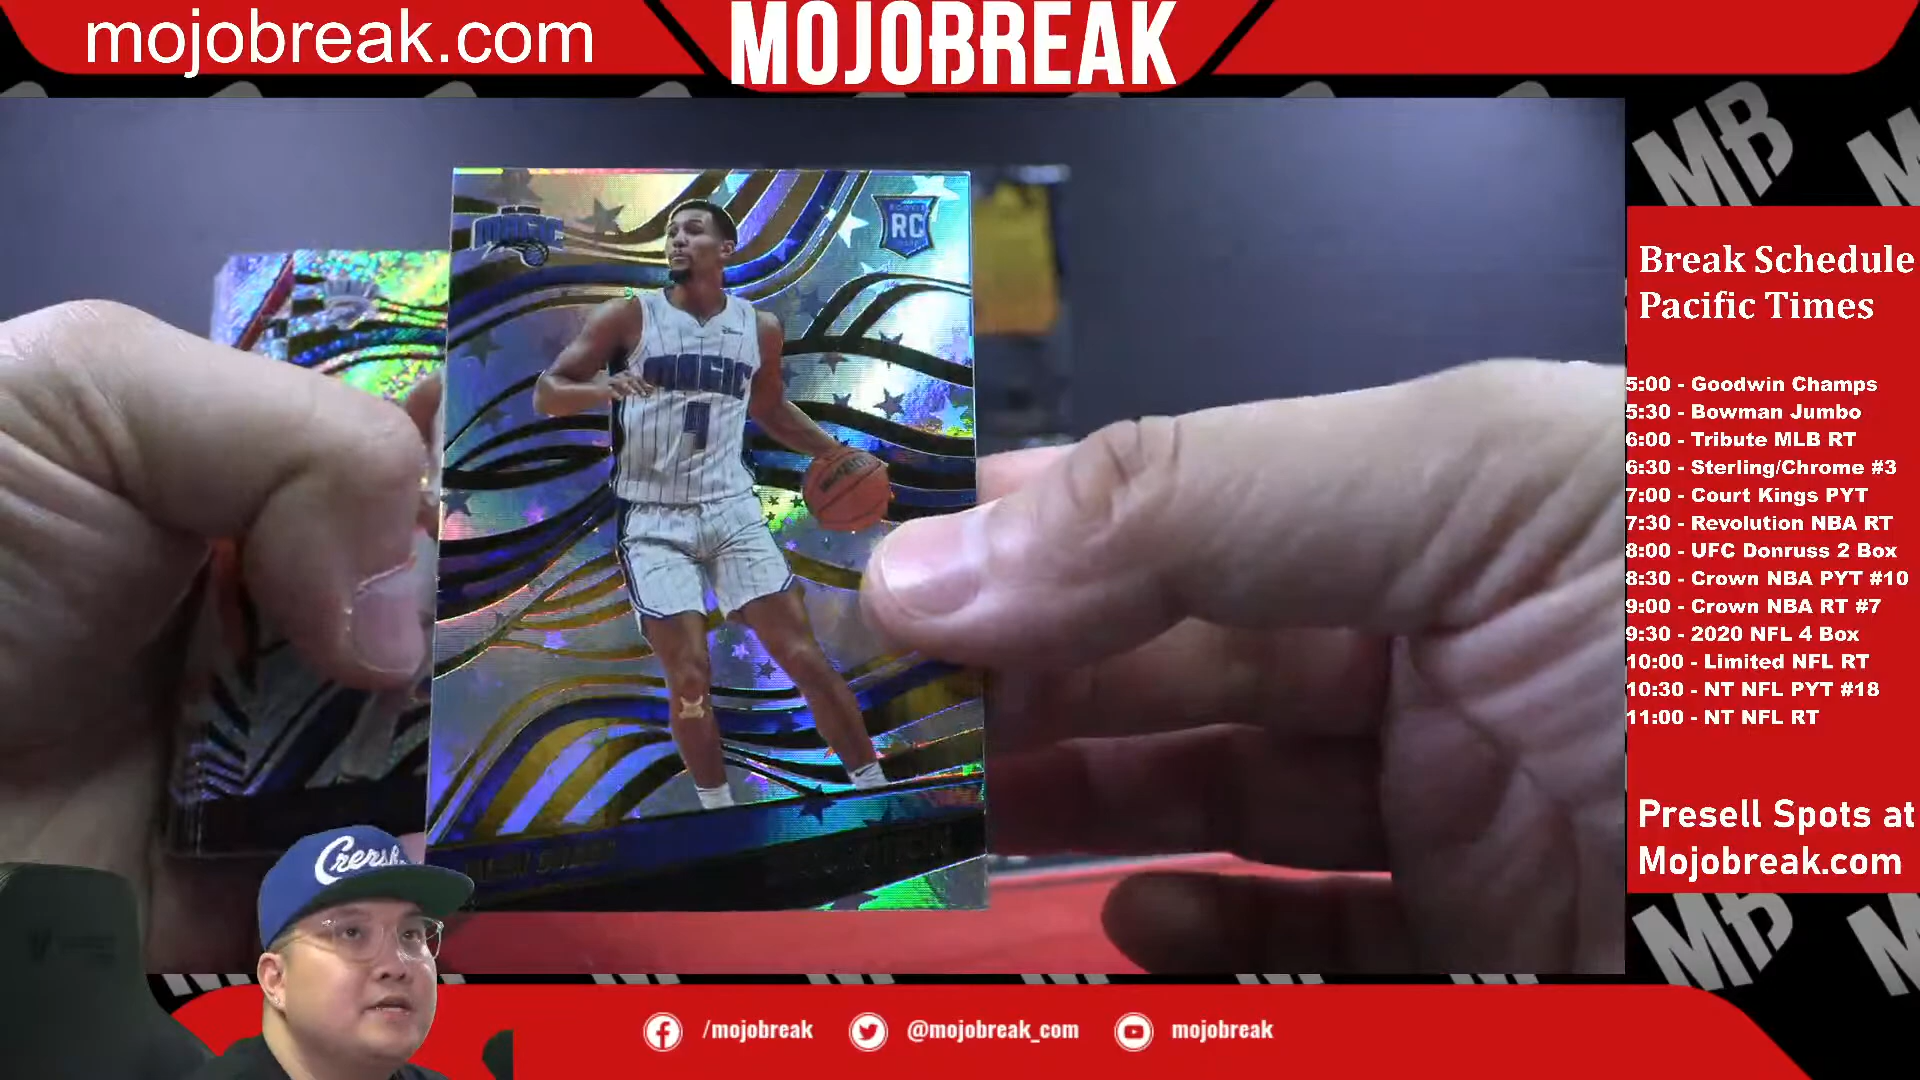 mojobreak.com
MOJOBREAK
MAGIC
RC
MAGIC
4
Break Schedule
Pacific Times
5:00 - Goodwin Champs
5:30 - Bowman Jumbo
6:00 - Tribute MLB RT
6:30 - Sterling/Chrome #3
7:00 - Court Kings PYT
7:30 - Revolution NBA RT
8:00 - UFC Donruss 2 Box
8:30 - Crown NBA PYT #10
9:00 - Crown NBA RT #7
9:30 - 2020 NFL 4 Box
10:00 - Limited NFL RT
10:30 - NT NFL PYT #18
11:00 - NT NFL RT
Presell Spots at
Mojobreak.com
MB
MB
/mojobreak
@mojobreak_com
mojobreak